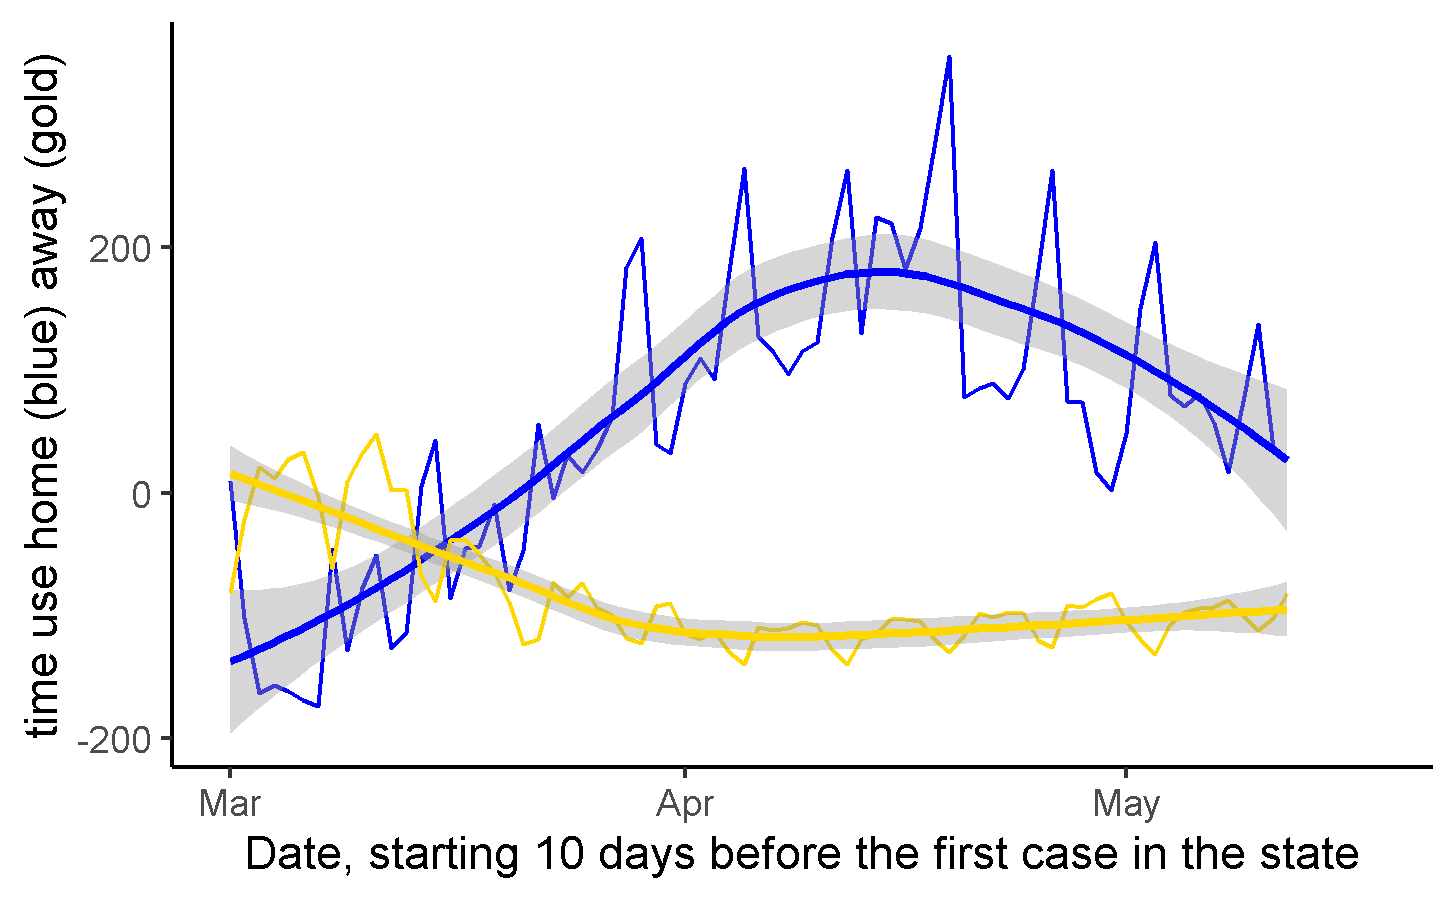 time use home (blue) away (gold)
200
0
-200
Mar Apr May
Date, starting 10 days before the first case in the state